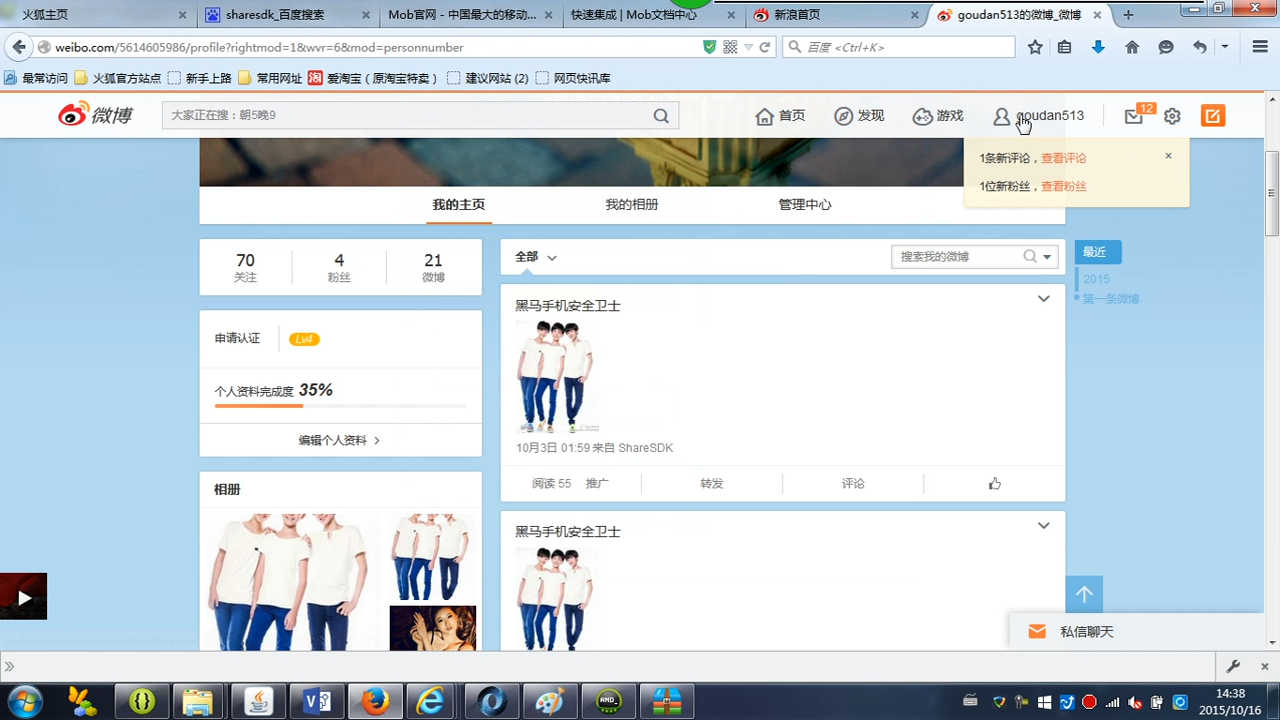 火狐主页
sharesdk_百度搜索
Mob官网 - 中国最大的移动...
快速集成 | Mob文档中心
新浪首页
goudan513的微博_微博
weibo.com/5614605986/profile?rightmod=1&wvr=6&mod=personnumber
百度 <Ctrl+K>
最常访问 火狐官方站点 新手上路 常用网址 淘 爱淘宝（原淘宝特卖） 建议网站 (2) 网页快讯库
微博 大家正在搜：朝5晚9 首页 发现 游戏 goudan513 12
1条新评论，查看评论
1位新粉丝，查看粉丝
我的主页 我的相册 管理中心
70 4 21
关注 粉丝 微博
全部 搜索我的微博
最近
2015
第一条微博
申请认证 Lv4
个人资料完成度 35%
编辑个人资料
相册
黑马手机安全卫士
10月3日 01:59 来自 ShareSDK
阅读 55 推广 转发 评论
黑马手机安全卫士
私信聊天
14:38
2015/10/16